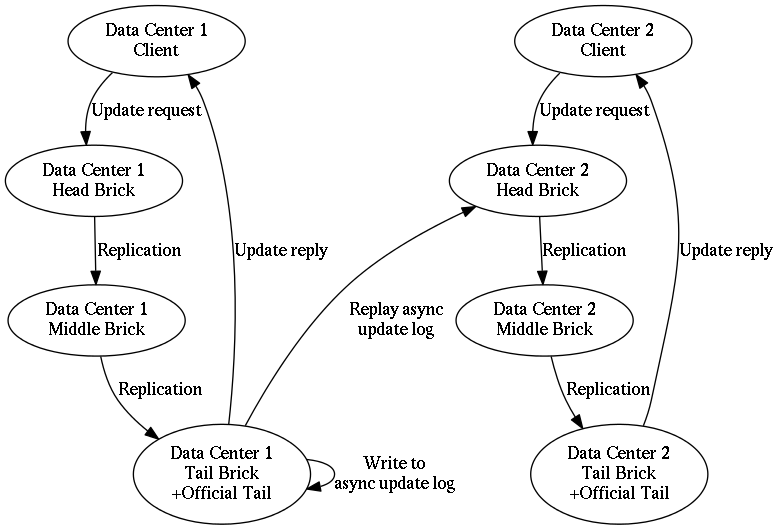 Data Center 1
Client
Data Center 2
Client
Update request
Update request
Data Center 1
Head Brick
Data Center 2
Head Brick
Replication
Update reply
Replication
Update reply
Data Center 1
Middle Brick
Replay async
update log
Data Center 2
Middle Brick
Replication
Replication
Data Center 1
Tail Brick
+Official Tail
Write to
async update log
Data Center 2
Tail Brick
+Official Tail